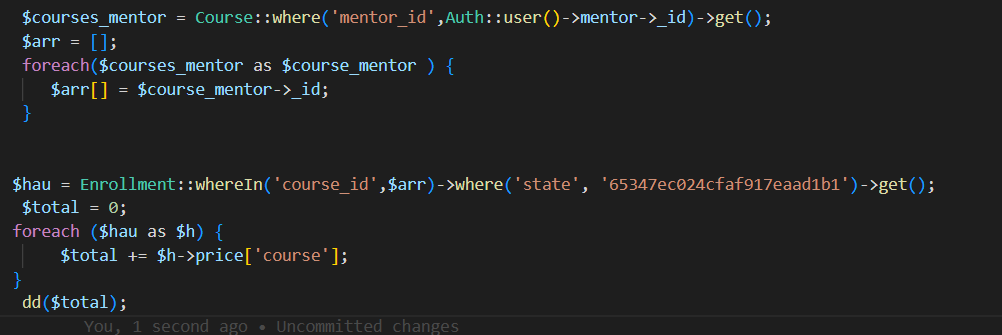 $courses_mentor = Course::where('mentor_id',Auth::user()->mentor->_id)->get();
$arr = [];
foreach($courses_mentor as $course_mentor ) {
$arr[] = $course_mentor->_id;
}
$hau = Enrollment::whereIn('course_id',$arr)->where('state', '65347ec024cfaf917eaad1b1')->get();
$total = 0;
foreach ($hau as $h) {
$total += $h->price['course'];
}
dd($total);
You, 1 second ago • Uncommitted changes